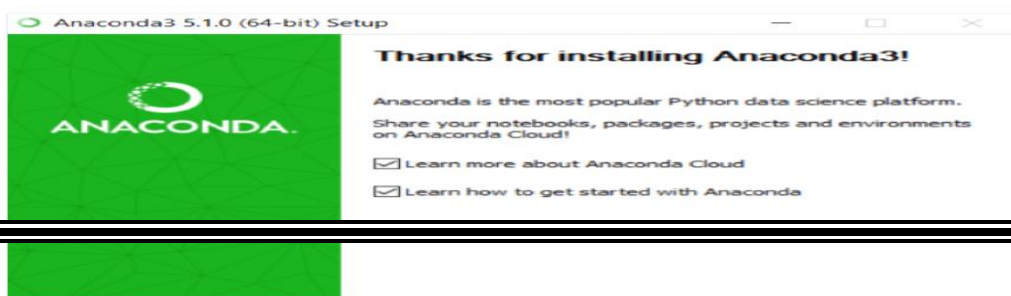 Anaconda3 5.1.0 (64-bit) Setup
Thanks for installing Anaconda3!
ANACONDA.
Anaconda is the most popular Python data science platform.
Share your notebooks, packages, projects and environments
on Anaconda Cloud!
Learn more about Anaconda Cloud
Learn how to get started with Anaconda